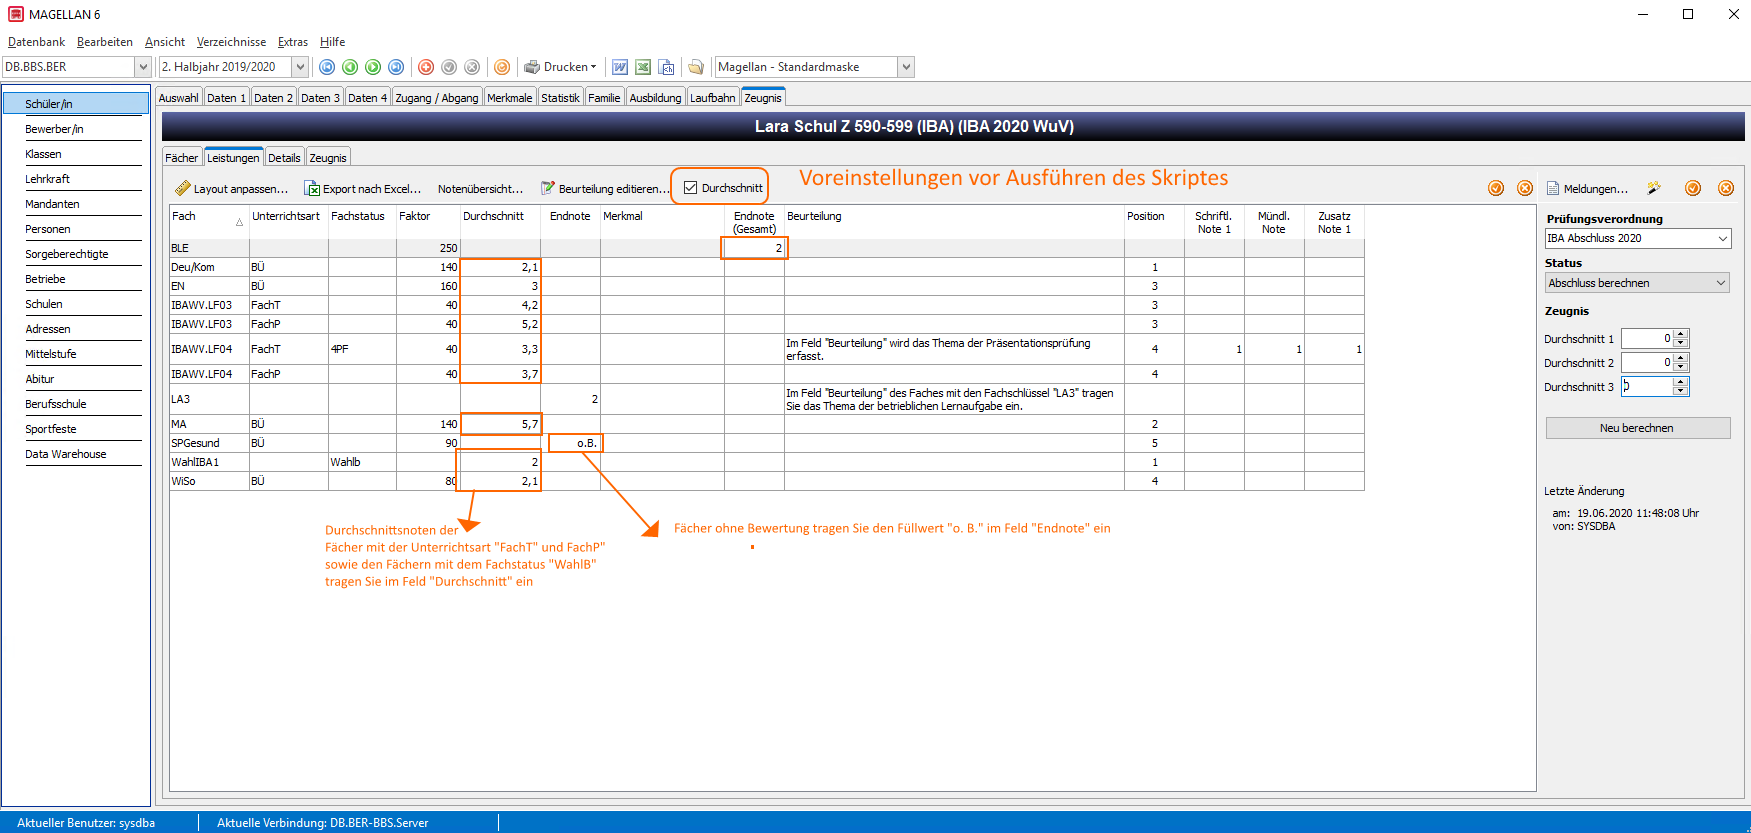 MAGELLAN 6
Datenbank Bearbeiten Ansicht Verzeichnisse Extras Hilfe
DB.BBS.BER 2. Halbjahr 2019/2020 Drucken Magellan - Standardmaske
Schüler/in
Bewerber/in
Klassen
Lehrkraft
Mandanten
Personen
Sorgeberechtigte
Betriebe
Schulen
Adressen
Mittelstufe
Abitur
Berufsschule
Sportfeste
Data Warehouse
Auswahl Daten 1 Daten 2 Daten 3 Daten 4 Zugang / Abgang Merkmale Statistik Familie Ausbildung Laufbahn Zeugnis
Lara Schul Z 590-599 (IBA) (IBA 2020 WuV)
Fächer Leistungen Details Zeugnis
Layout anpassen... Export nach Excel... Notenübersicht... Beurteilung editieren... Durchschnitt
Voreinstellungen vor Ausführen des Skriptes
Fach Unterrichtsart Fachstatus Faktor Durchschnitt Endnote Merkmal Endnote (Gesamt) Beurteilung Position Schriftl. Note 1 Mündl. Note Zusatz Note 1
BLE 250 2
Deu/Kom BÜ 140 2,1 1
EN BÜ 160 3 3
IBAWV.LF03 FachT 40 4,2 3
IBAWV.LF03 FachP 40 5,2 3
IBAWV.LF04 FachT 4PF 40 3,3 Im Feld "Beurteilung" wird das Thema der Präsentationsprüfung erfasst. 4 1 1 1
IBAWV.LF04 FachP 40 3,7 4
LA3 2 Im Feld "Beurteilung" des Faches mit den Fachschlüssel "LA3" tragen Sie das Thema der betrieblichen Lernaufgabe ein.
MA BÜ 140 5,7 2
SPGesund BÜ 90 o.B. 5
WahlIBA1 Wahlb 2 1
WiSo BÜ 80 2,1 4
Durchschnittsnoten der
Fächer mit der Unterrichtsart "FachT" und FachP"
sowie den Fächern mit dem Fachstatus "WahlB"
tragen Sie im Feld "Durchschnitt" ein
Fächer ohne Bewertung tragen Sie den Füllwert "o. B." im Feld "Endnote" ein
Meldungen...
Prüfungsverordnung
IBA Abschluss 2020
Status
Abschluss berechnen
Zeugnis
Durchschnitt 1 0
Durchschnitt 2 0
Durchschnitt 3 0
Neu berechnen
Letzte Änderung
am: 19.06.2020 11:48:08 Uhr
von: SYSDBA
Aktueller Benutzer: sysdba Aktuelle Verbindung: DB.BER-BBS.Server